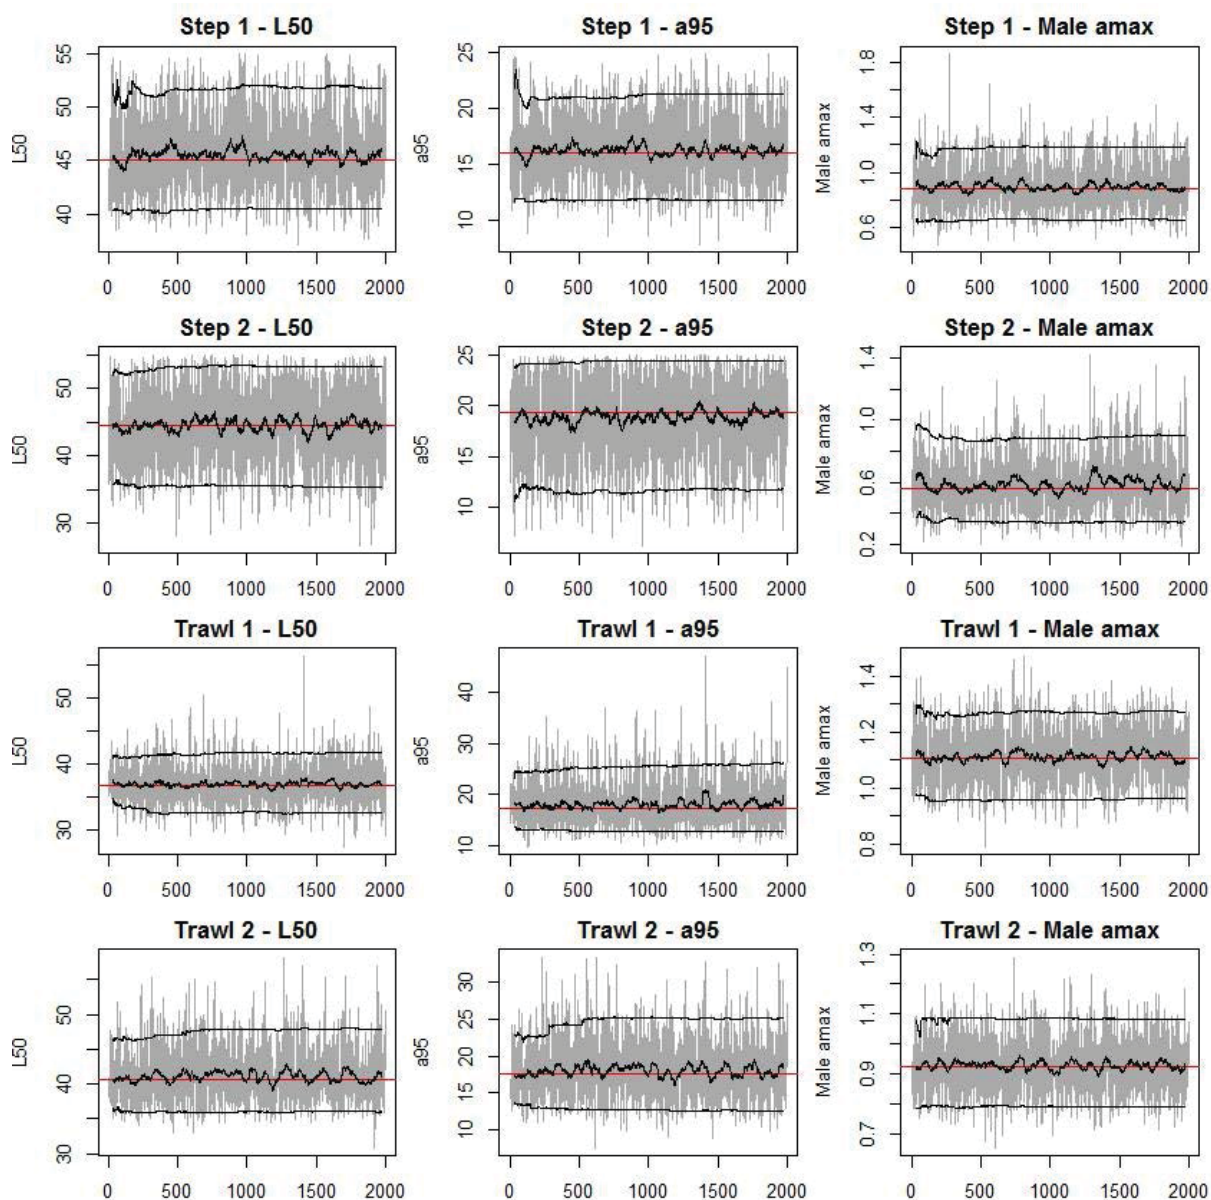 Step 1 - L50
L50
55
50
45
40
0 500 1000 1500 2000
Step 1 - a95
a95
25
20
15
10
0 500 1000 1500 2000
Step 1 - Male amax
Male amax
1.8
1.4
1.0
0.6
0 500 1000 1500 2000
Step 2 - L50
L50
50
40
30
0 500 1000 1500 2000
Step 2 - a95
a95
25
20
15
10
0 500 1000 1500 2000
Step 2 - Male amax
Male amax
1.4
1.0
0.6
0.2
0 500 1000 1500 2000
Trawl 1 - L50
L50
50
40
30
0 500 1000 1500 2000
Trawl 1 - a95
a95
40
30
20
10
0 500 1000 1500 2000
Trawl 1 - Male amax
Male amax
1.4
1.2
1.0
0.8
0 500 1000 1500 2000
Trawl 2 - L50
L50
50
40
30
0 500 1000 1500 2000
Trawl 2 - a95
a95
30
25
20
15
10
0 500 1000 1500 2000
Trawl 2 - Male amax
Male amax
1.3
1.1
0.9
0.7
0 500 1000 1500 2000